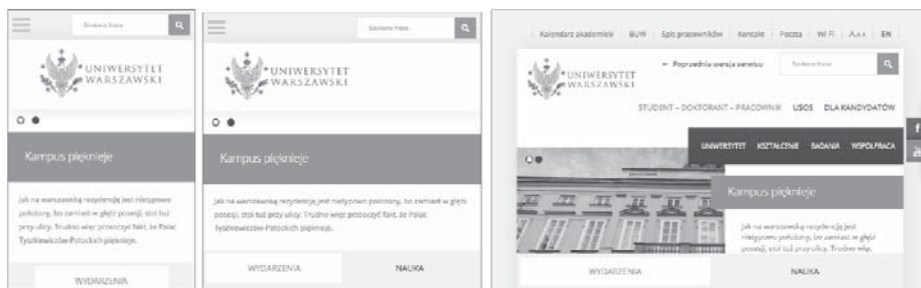 Szukana fraza
UNIWERSYTET
WARSZAWSKI
Kampus pięknieje
Jak na warszawską rezydencję jest nietypowo
położony, bo zamiast w głębi posesji, stoi tuż
przy ulicy. Trudno więc przeoczyć fakt, że Pałac
Tyszkiewiczów-Potockich pięknieje.
WYDARZENIA
Szukana fraza
UNIWERSYTET
WARSZAWSKI
Kampus pięknieje
Jak na warszawską rezydencję jest nietypowo położony, bo zamiast w głębi
posesji, stoi tuż przy ulicy. Trudno więc przeoczyć fakt, że Pałac
Tyszkiewiczów-Potockich pięknieje.
WYDARZENIA NAUKA
Kalendarz akademicki BUW Spis pracowników Kontakt Poczta Wi Fi A A A EN
← Poprzednia wersja serwisu Szukana fraza
UNIWERSYTET
WARSZAWSKI
STUDENT – DOKTORANT – PRACOWNIK USOS DLA KANDYDATÓW
UNIWERSYTET KSZTAŁCENIE BADANIA WSPÓŁPRACA
f
Kampus pięknieje
Jak na warszawską rezydencję jest
nietypowo położony, bo zamiast w głębi
posesji, stoi tuż przy ulicy. Trudno więc
WYDARZENIA NAUKA